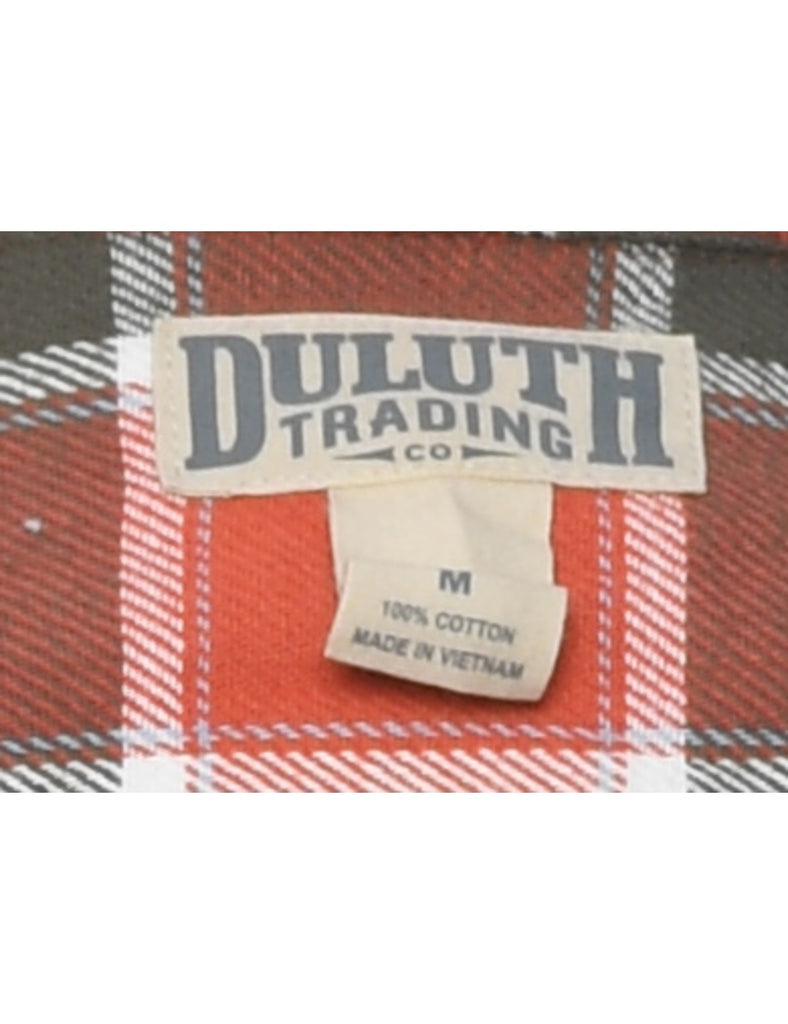 DULUTH
TRADING
CO
M
100% COTTON
MADE IN VIETNAM